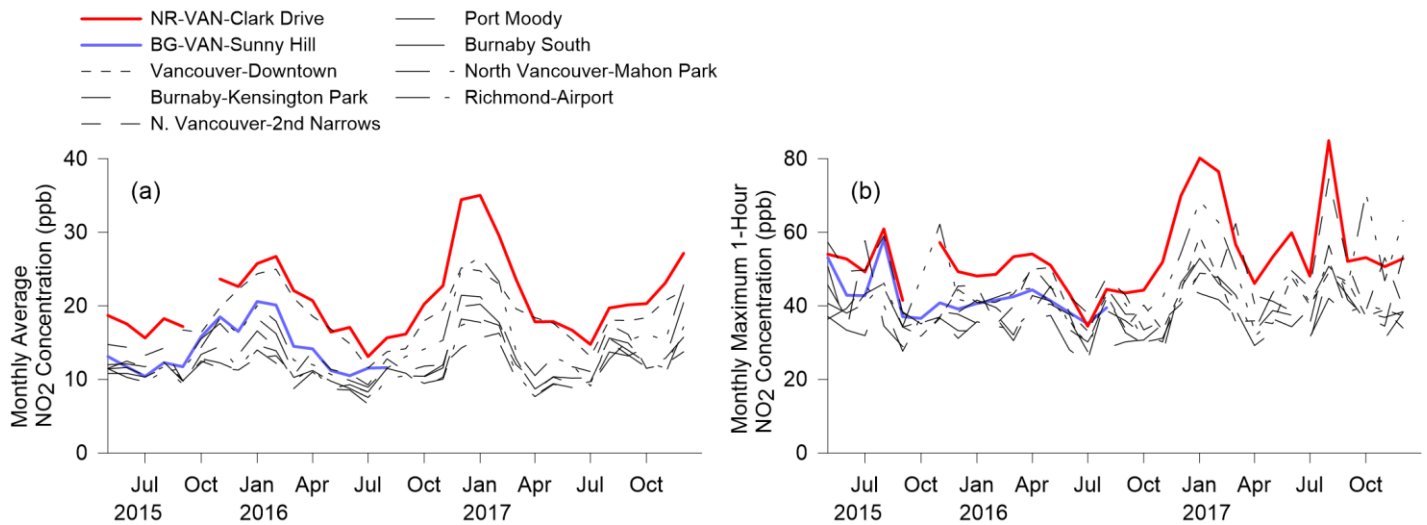 NR-VAN-Clark Drive
BG-VAN-Sunny Hill
Vancouver-Downtown
Burnaby-Kensington Park
N. Vancouver-2nd Narrows
Port Moody
Burnaby South
North Vancouver-Mahon Park
Richmond-Airport
Monthly Average
NO2 Concentration (ppb)
(a)
40
30
20
10
0
Jul Oct Jan Apr Jul Oct Jan Apr Jul Oct
2015 2016 2017
Monthly Maximum 1-Hour
NO2 Concentration (ppb)
(b)
80
60
40
20
0
Jul Oct Jan Apr Jul Oct Jan Apr Jul Oct
2015 2016 2017